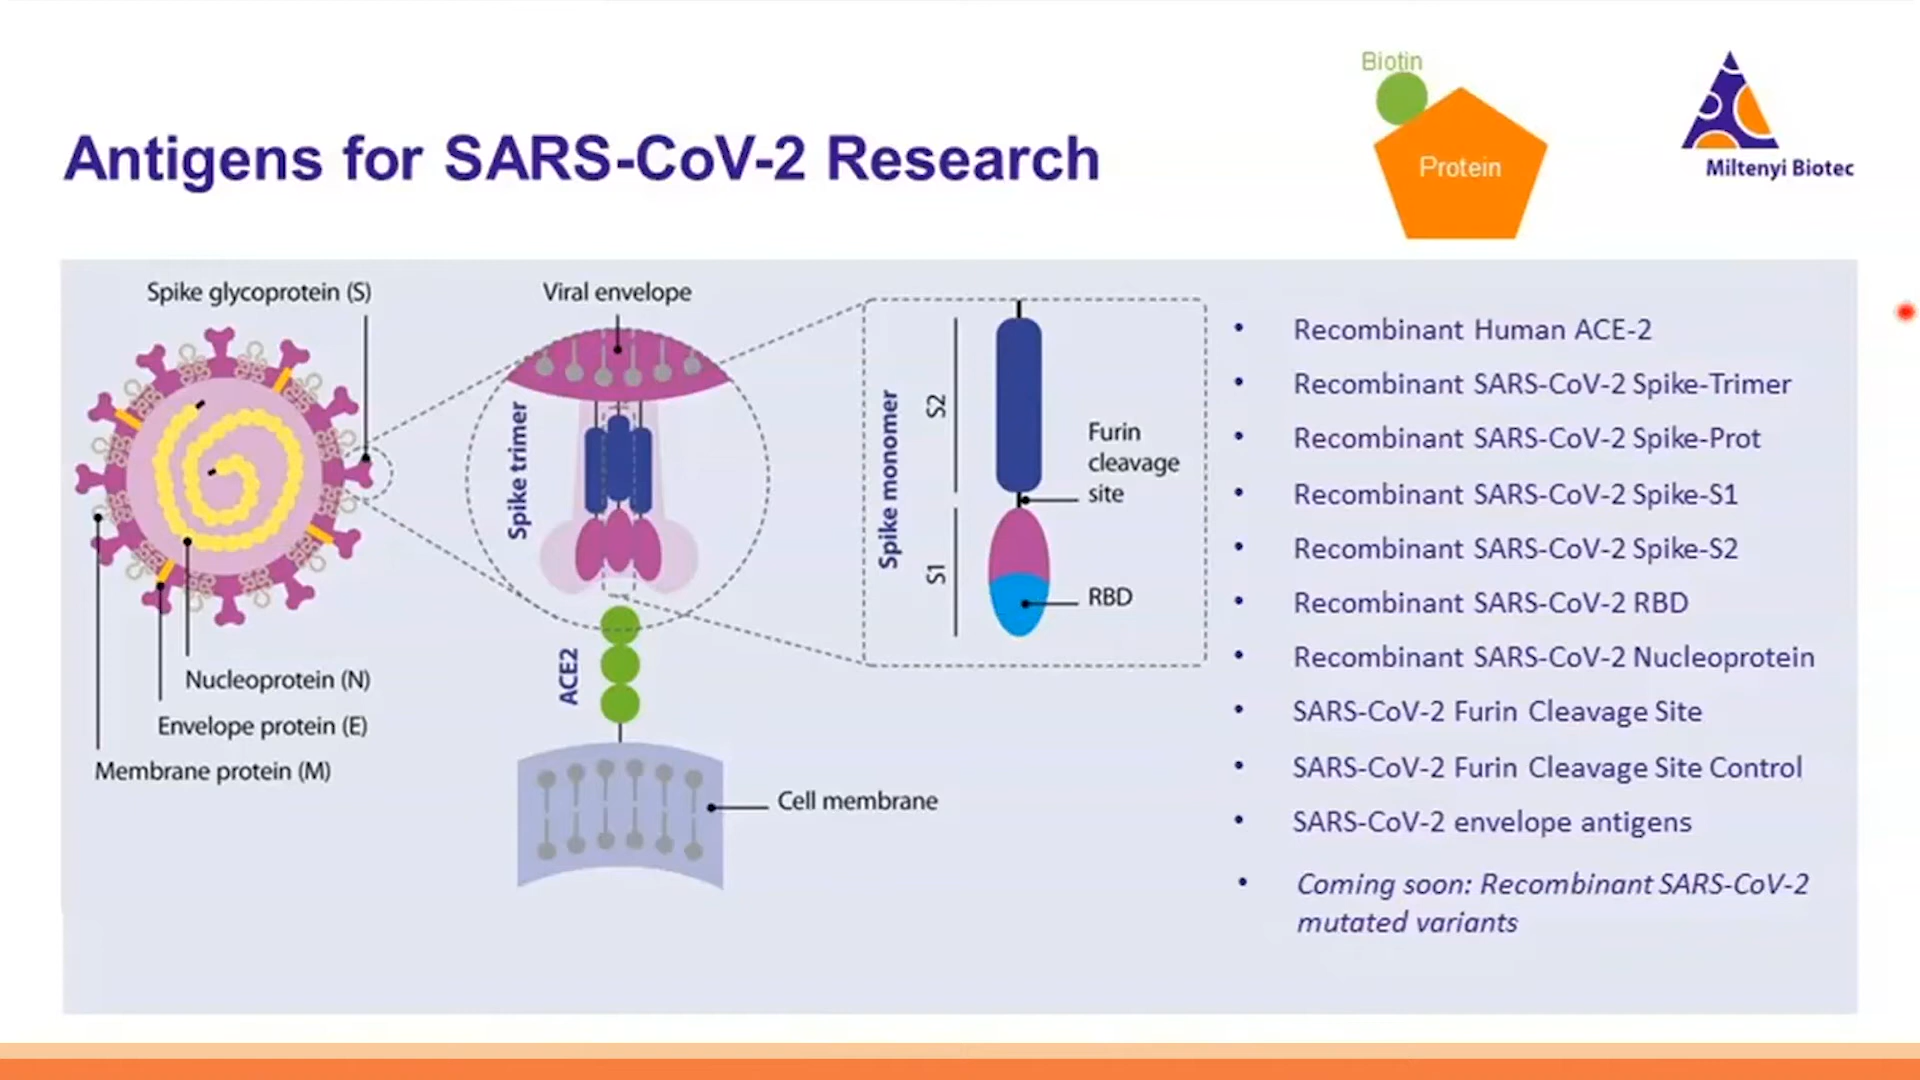 Biotin
Protein
Miltenyi Biotec
Antigens for SARS-CoV-2 Research
Spike glycoprotein (S)
Nucleoprotein (N)
Envelope protein (E)
Membrane protein (M)
Viral envelope
Spike trimer
ACE2
Cell membrane
Spike monomer
S2
S1
Furin
cleavage
site
RBD
• Recombinant Human ACE-2
• Recombinant SARS-CoV-2 Spike-Trimer
• Recombinant SARS-CoV-2 Spike-Prot
• Recombinant SARS-CoV-2 Spike-S1
• Recombinant SARS-CoV-2 Spike-S2
• Recombinant SARS-CoV-2 RBD
• Recombinant SARS-CoV-2 Nucleoprotein
• SARS-CoV-2 Furin Cleavage Site
• SARS-CoV-2 Furin Cleavage Site Control
• SARS-CoV-2 envelope antigens
• Coming soon: Recombinant SARS-CoV-2
mutated variants